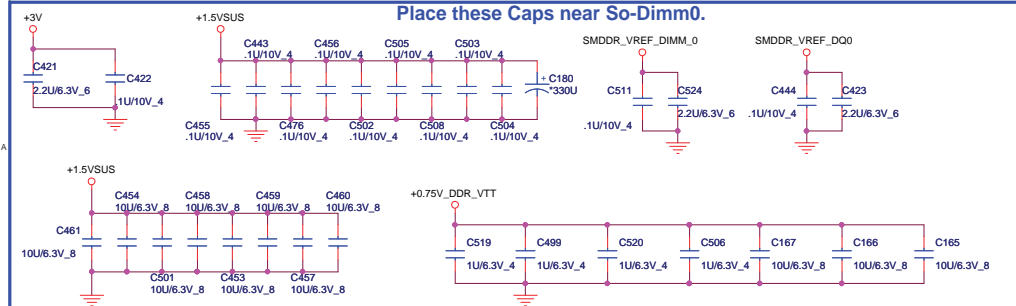 Place these Caps near So-Dimm0.
+3V
C421
2.2U/6.3V_6
C422
.1U/10V_4
+1.5VSUS
C443
.1U/10V_4
C456
.1U/10V_4
C505
.1U/10V_4
C503
.1U/10V_4
+
C180
*330U
C455
.1U/10V_4
C476
.1U/10V_4
C502
.1U/10V_4
C508
.1U/10V_4
C504
.1U/10V_4
SMDDR_VREF_DIMM_0
C511
.1U/10V_4
C524
2.2U/6.3V_6
SMDDR_VREF_DQ0
C444
.1U/10V_4
C423
2.2U/6.3V_6
A
+1.5VSUS
C454
10U/6.3V_8
C458
10U/6.3V_8
C459
10U/6.3V_8
C460
10U/6.3V_8
C461
10U/6.3V_8
C501
10U/6.3V_8
C453
10U/6.3V_8
C457
10U/6.3V_8
+0.75V_DDR_VTT
C519
1U/6.3V_4
C499
1U/6.3V_4
C520
1U/6.3V_4
C506
1U/6.3V_4
C167
10U/6.3V_8
C166
10U/6.3V_8
C165
10U/6.3V_8